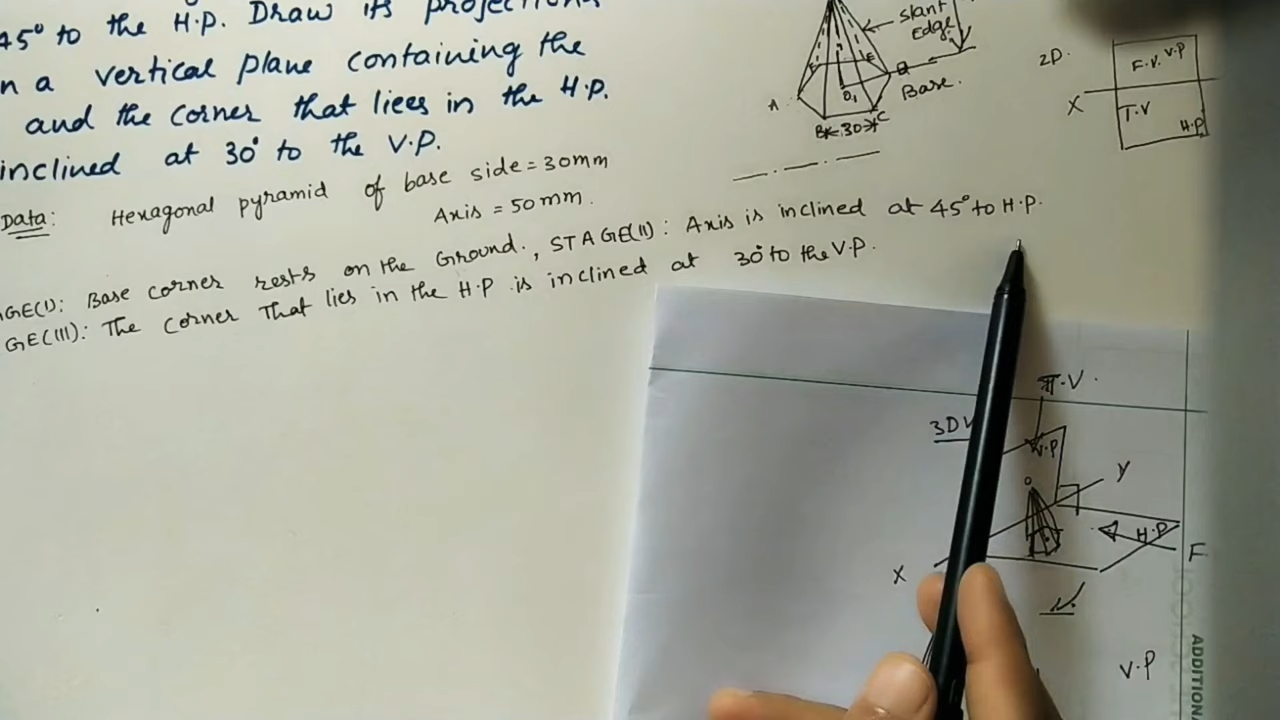 45° to the H.P. Draw its projections
n a vertical plane containing the
and the corner that liees in the H.P.
inclined at 30° to the V.P.
Data: Hexagonal pyramid of base side = 30mm
Axis = 50mm.
GE(I): Base corner rests on the Ground., STAGE(II): Axis is inclined at 45° to H.P.
GE(III): The corner That lies in the H.P is inclined at 30° to the V.P.
slant
Edge
Base.
A
O1
B 30 C
2D.
F.V. V.P
X
T.V
H.P
T.V.
3D V
V.P
O
Y
H.P
F
X
V.P
ADDITION